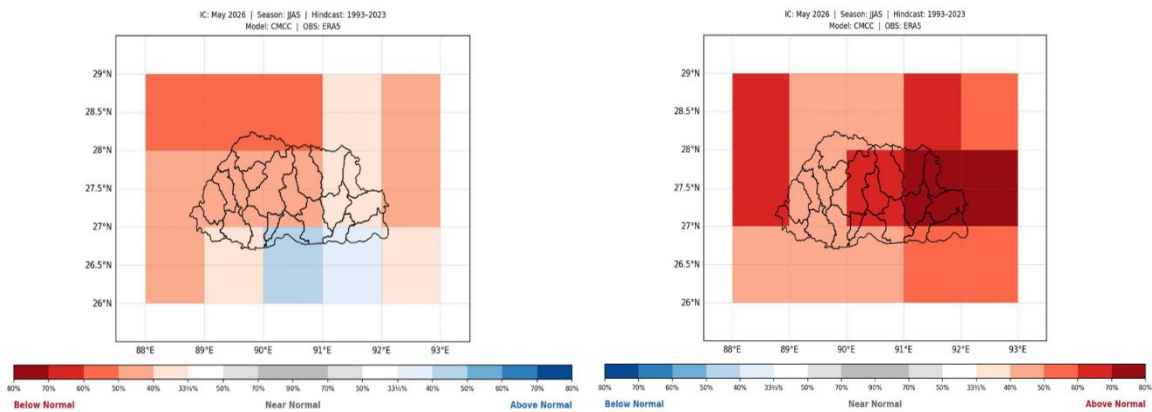 IC: May 2026 | Season: JJAS | Hindcast: 1993–2023
Model: CMCC | OBS: ERA5
29°N
28.5°N
28°N
27.5°N
27°N
26.5°N
26°N
88°E 89°E 90°E 91°E 92°E 93°E
80% 70% 60% 50% 40% 33⅓% 50% 70% 90% 70% 50% 33⅓% 40% 50% 60% 70% 80%
Below Normal Near Normal Above Normal
IC: May 2026 | Season: JJAS | Hindcast: 1993–2023
Model: CMCC | OBS: ERA5
29°N
28.5°N
28°N
27.5°N
27°N
26.5°N
26°N
88°E 89°E 90°E 91°E 92°E 93°E
80% 70% 60% 50% 40% 33⅓% 50% 70% 90% 70% 50% 33⅓% 40% 50% 60% 70% 80%
Below Normal Near Normal Above Normal